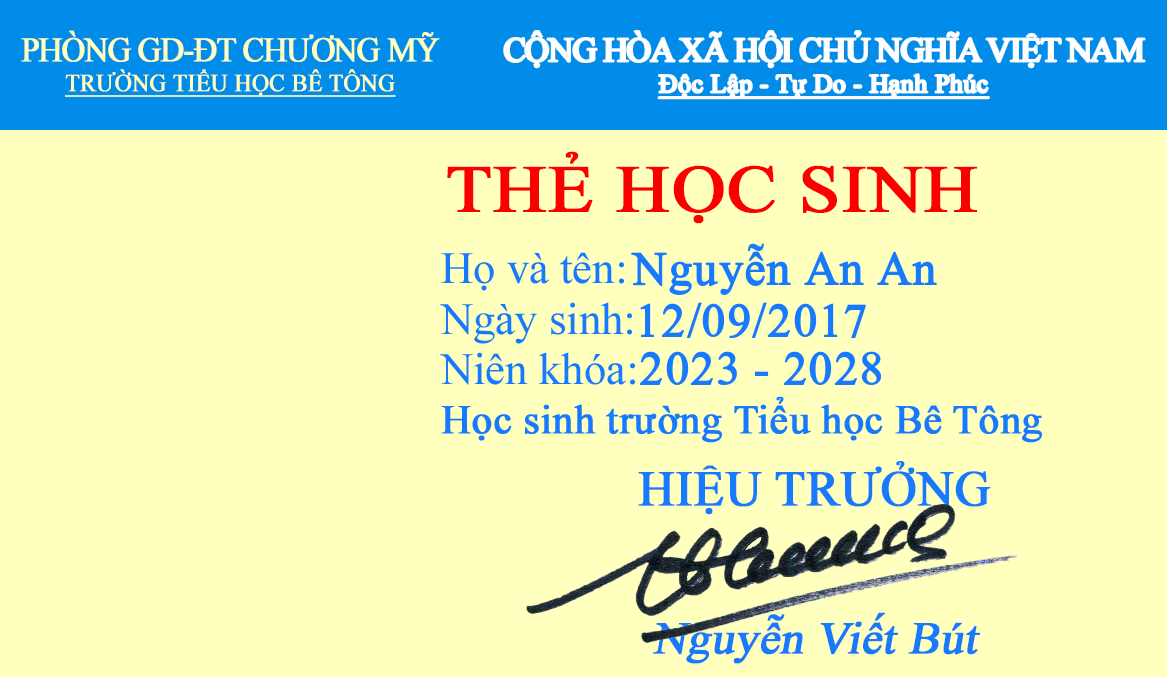 PHÒNG GD-ĐT CHƯƠNG MỸ
TRƯỜNG TIỂU HỌC BÊ TÔNG
CỘNG HÒA XÃ HỘI CHỦ NGHĨA VIỆT NAM
Độc Lập - Tự Do - Hạnh Phúc
THẺ HỌC SINH
Họ và tên: Nguyễn An An
Ngày sinh: 12/09/2017
Niên khóa: 2023 - 2028
Học sinh trường Tiểu học Bê Tông
HIỆU TRƯỞNG
Nguyễn Viết Bút